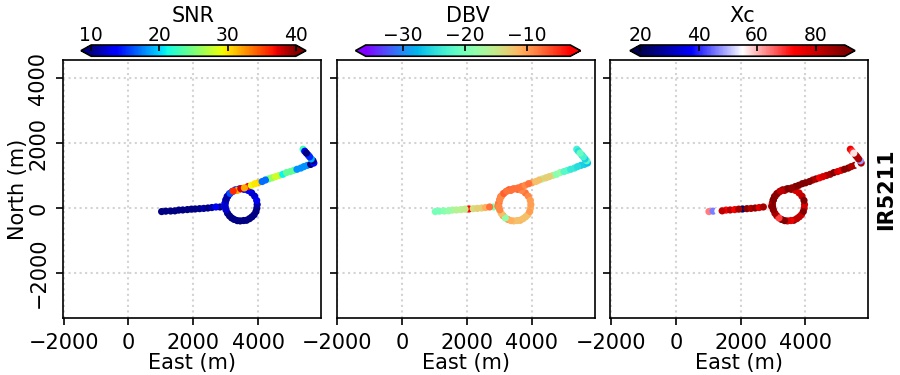 SNR DBV Xc
10 20 30 40 −30 −20 −10 20 40 60 80
4000
2000
0
−2000
North (m)
−2000 0 2000 4000 −2000 0 2000 4000 −2000 0 2000 4000
East (m) East (m) East (m)
IR5211